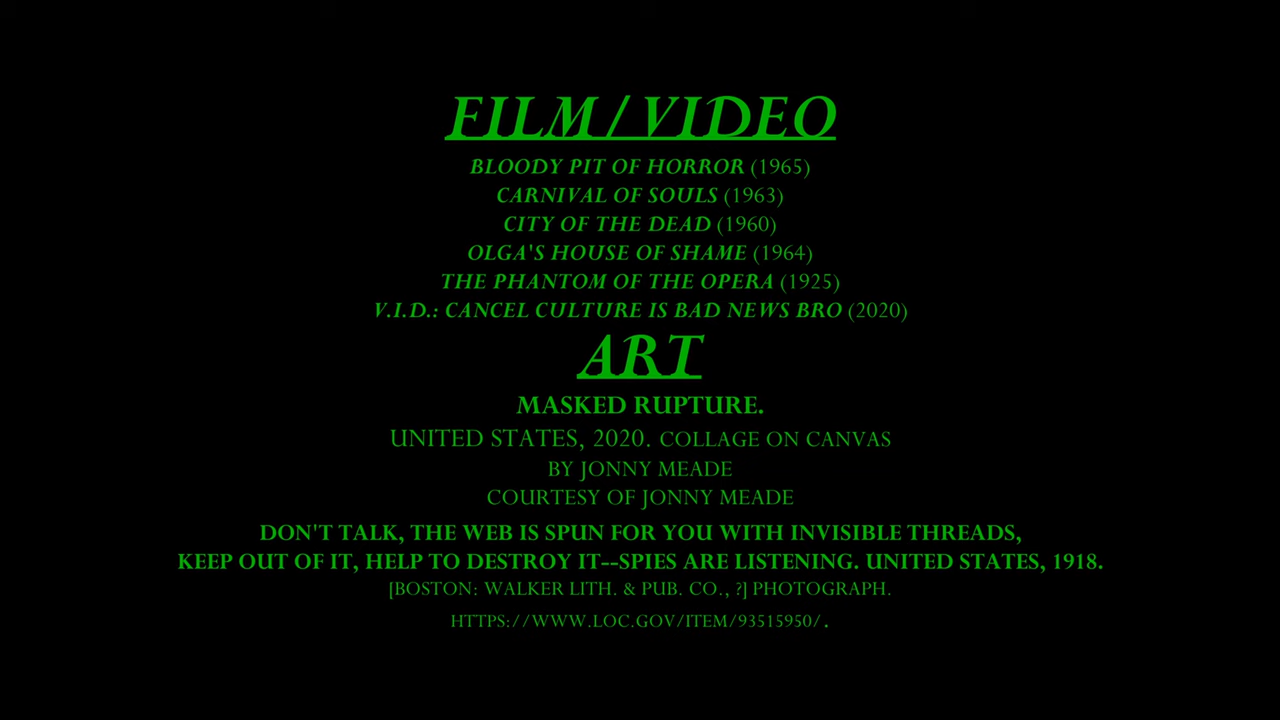 FILM/VIDEO
BLOODY PIT OF HORROR (1965)
CARNIVAL OF SOULS (1963)
CITY OF THE DEAD (1960)
OLGA'S HOUSE OF SHAME (1964)
THE PHANTOM OF THE OPERA (1925)
V.I.D.: CANCEL CULTURE IS BAD NEWS BRO (2020)
ART
MASKED RUPTURE.
UNITED STATES, 2020. COLLAGE ON CANVAS
BY JONNY MEADE
COURTESY OF JONNY MEADE
DON'T TALK, THE WEB IS SPUN FOR YOU WITH INVISIBLE THREADS,
KEEP OUT OF IT, HELP TO DESTROY IT--SPIES ARE LISTENING. UNITED STATES, 1918.
[BOSTON: WALKER LITH. & PUB. CO., ?] PHOTOGRAPH.
HTTPS://WWW.LOC.GOV/ITEM/93515950/.